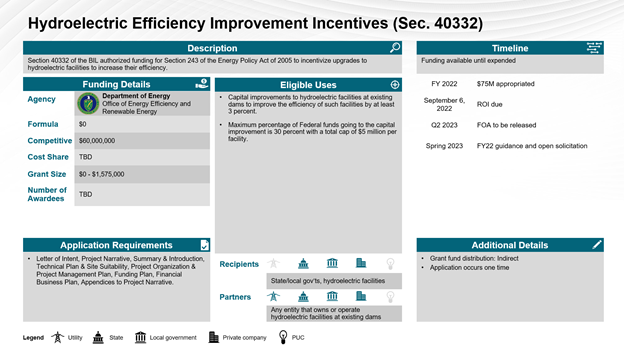 Hydroelectric Efficiency Improvement Incentives (Sec. 40332)
Description
Section 40332 of the BIL authorized funding for Section 243 of the Energy Policy Act of 2005 to incentivize upgrades to
hydroelectric facilities to increase their efficiency.
Timeline
Funding available until expended
FY 2022 $75M appropriated
September 6,
2022 ROI due
Q2 2023 FOA to be released
Spring 2023 FY22 guidance and open solicitation
Funding Details
Agency
Department of Energy
Office of Energy Efficiency and
Renewable Energy
Formula $0
Competitive $60,000,000
Cost Share TBD
Grant Size $0 - $1,575,000
Number of
Awardees TBD
Eligible Uses
• Capital improvements to hydroelectric facilities at existing
dams to improve the efficiency of such facilities by at least
3 percent.
• Maximum percentage of Federal funds going to the capital
improvement is 30 percent with a total cap of $5 million per
facility.
Application Requirements
• Letter of Intent, Project Narrative, Summary & Introduction,
Technical Plan & Site Suitability, Project Organization &
Project Management Plan, Funding Plan, Financial
Business Plan, Appendices to Project Narrative.
Recipients
State/local gov'ts, hydroelectric facilities
Partners
Any entity that owns or operate
hydroelectric facilities at existing darns
Additional Details
• Grant fund distribution: Indirect
• Application occurs one time
Legend Utility State Local government Private company PUC